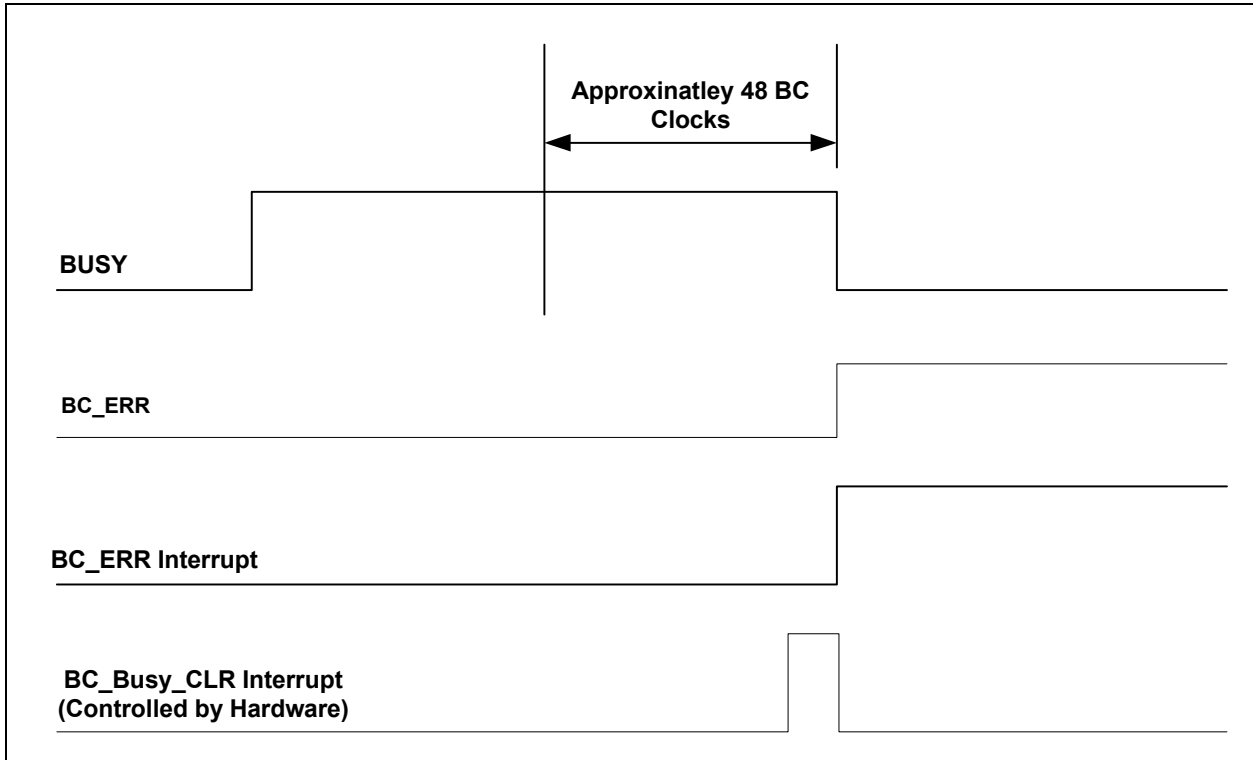 Approxinatley 48 BC
Clocks
BUSY
BC_ERR
BC_ERR Interrupt
BC_Busy_CLR Interrupt
(Controlled by Hardware)